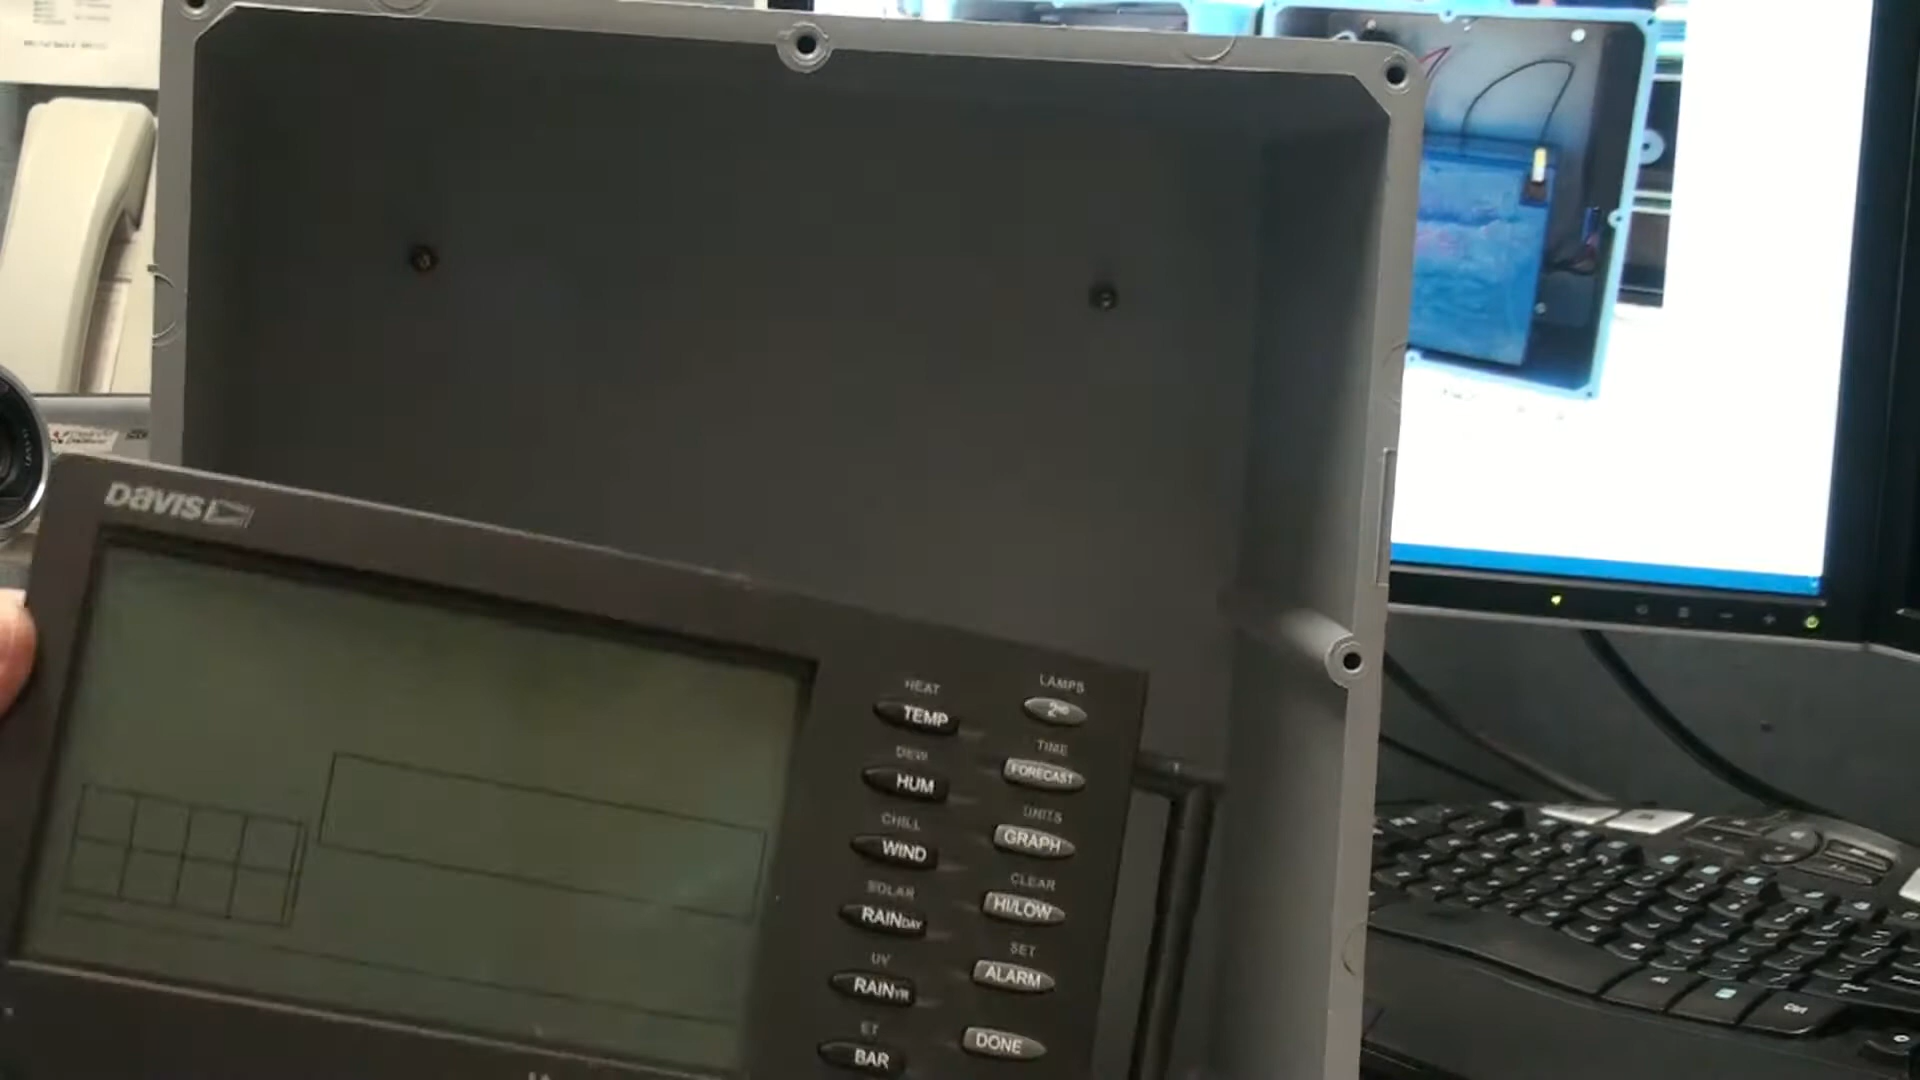 DAVIS
HEAT
LAMPS
TEMP
2ND
DEW
TIME
HUM
FORECAST
CHILL
UNITS
WIND
GRAPH
SOLAR
CLEAR
RAINDAY
HI/LOW
UV
SET
RAINYR
ALARM
ET
BAR
DONE
Ctrl